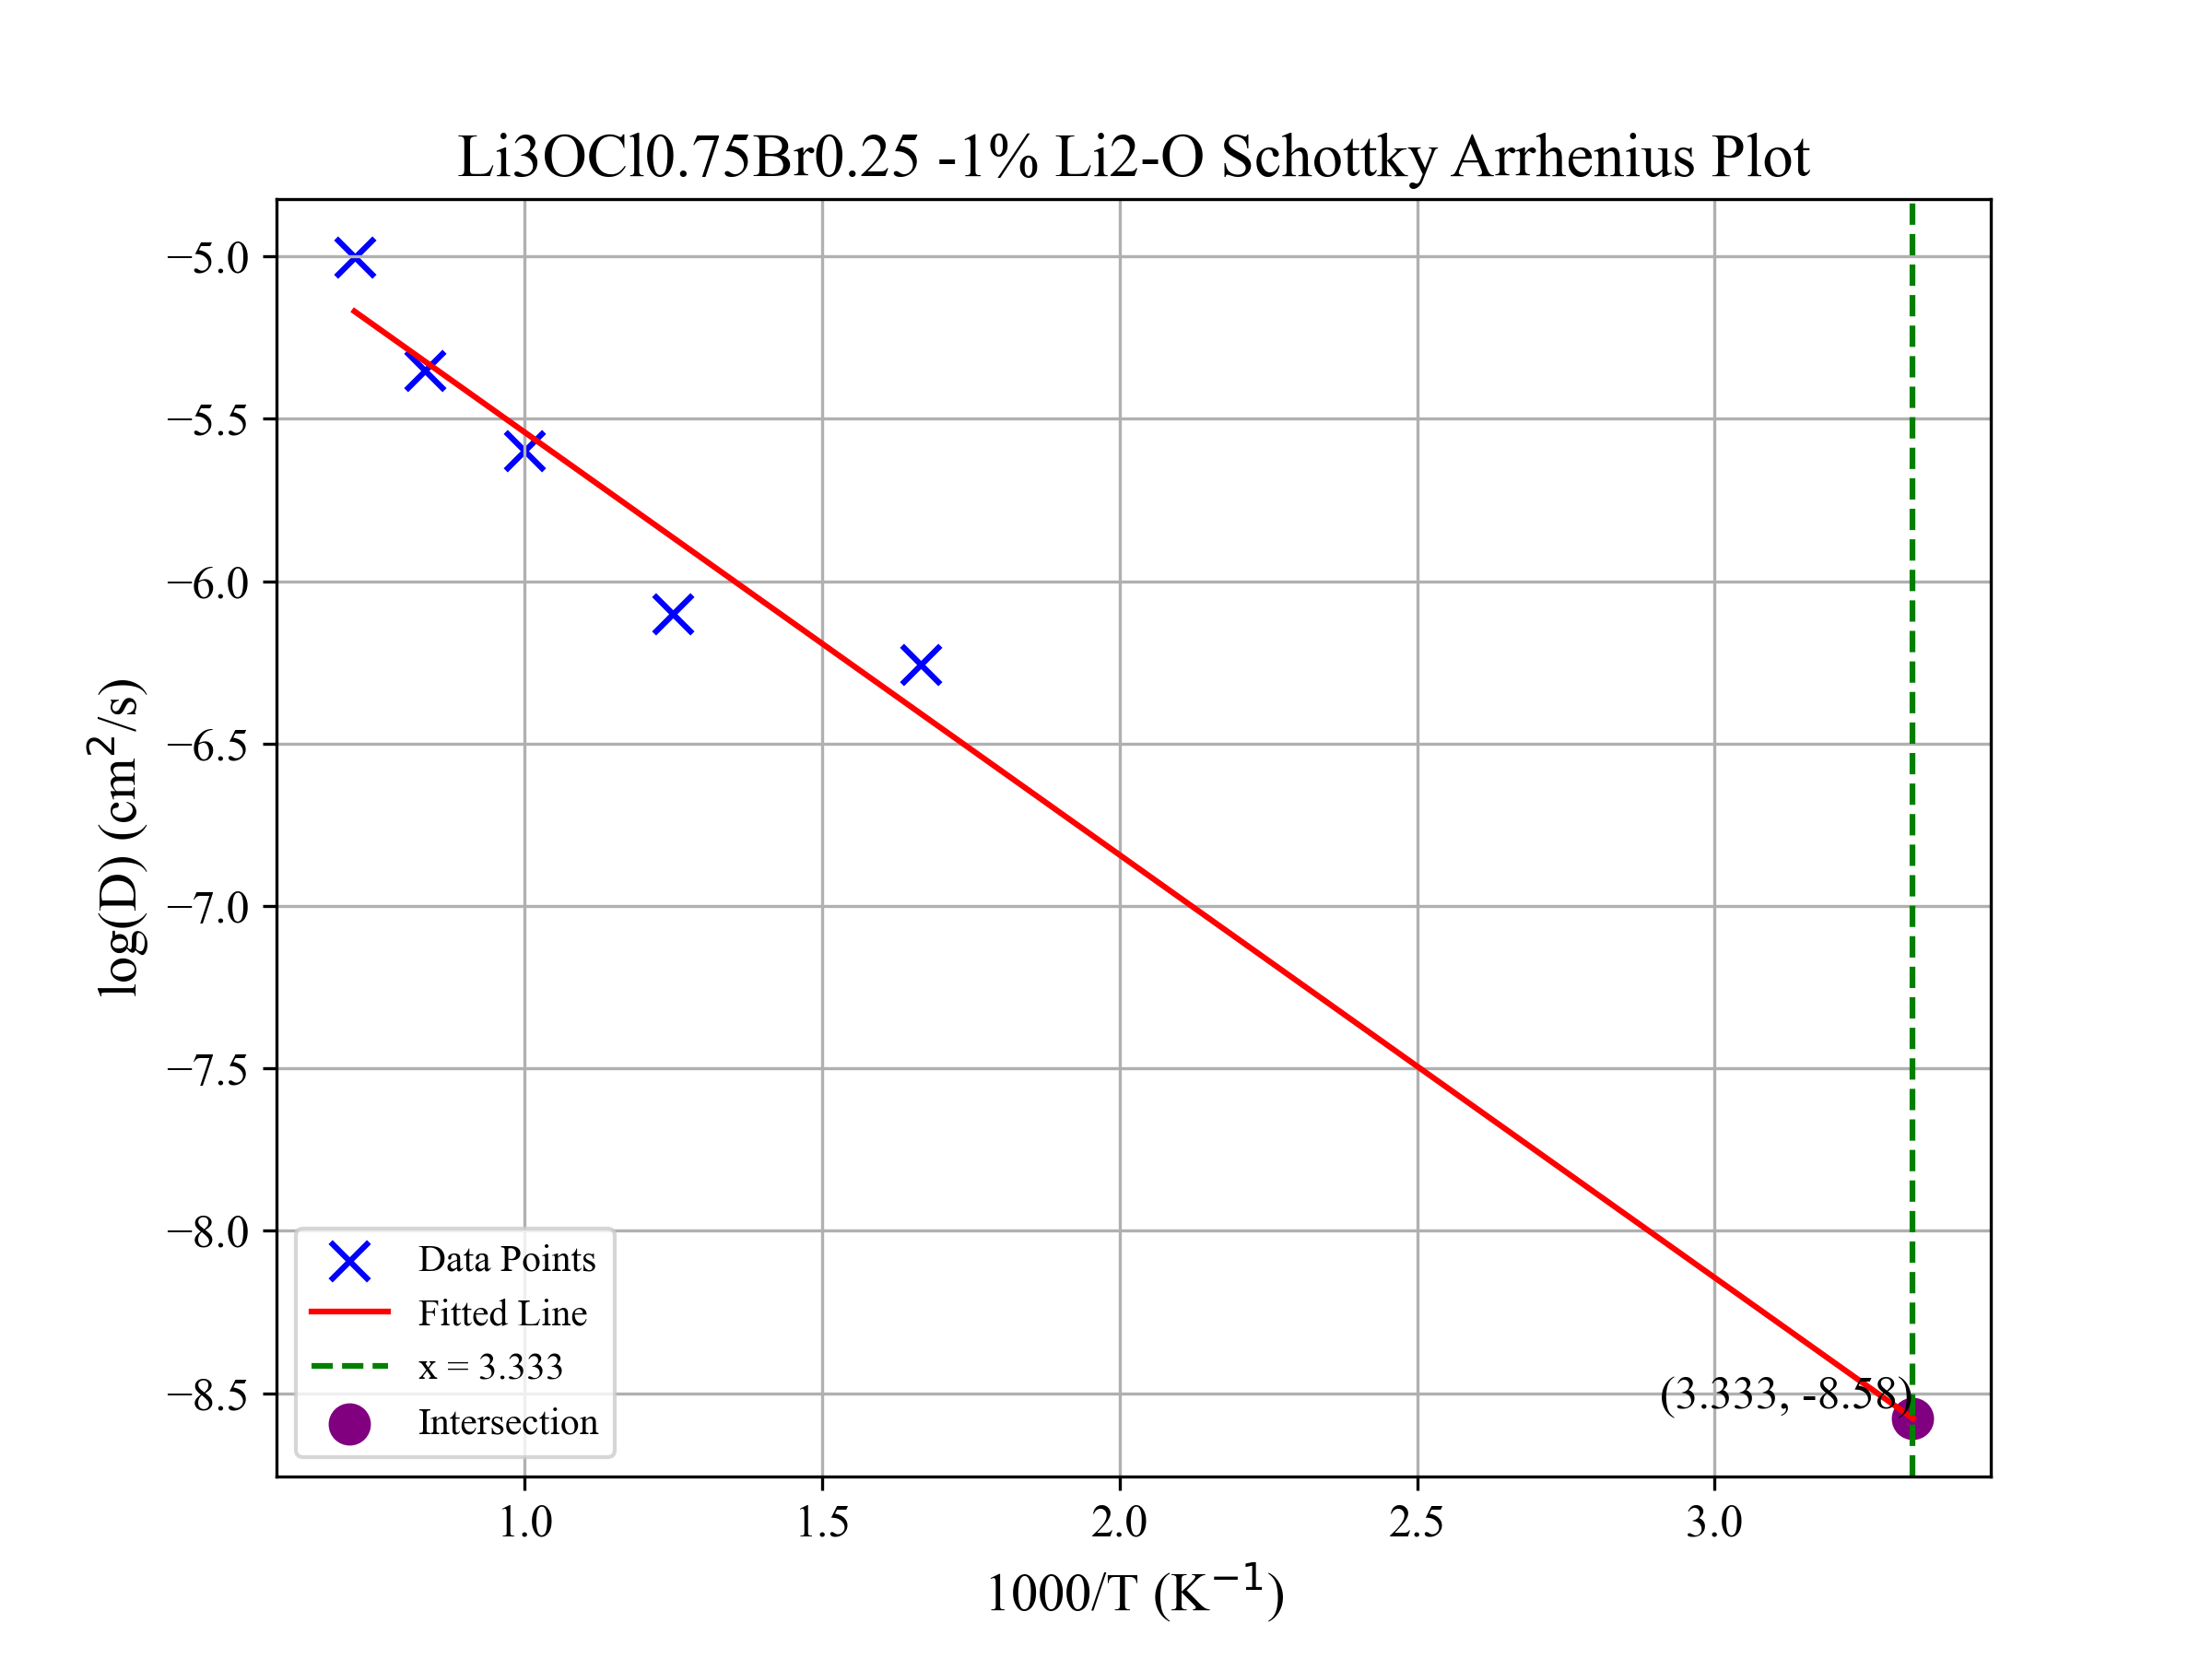 Li3OCl0.75Br0.25 -1% Li2-O Schottky Arrhenius Plot
log(D) (cm²/s)
−5.0
−5.5
−6.0
−6.5
−7.0
−7.5
−8.0
−8.5
(3.333, -8.58)
Data Points
Fitted Line
x = 3.333
Intersection
1.0 1.5 2.0 2.5 3.0
1000/T (K⁻¹)